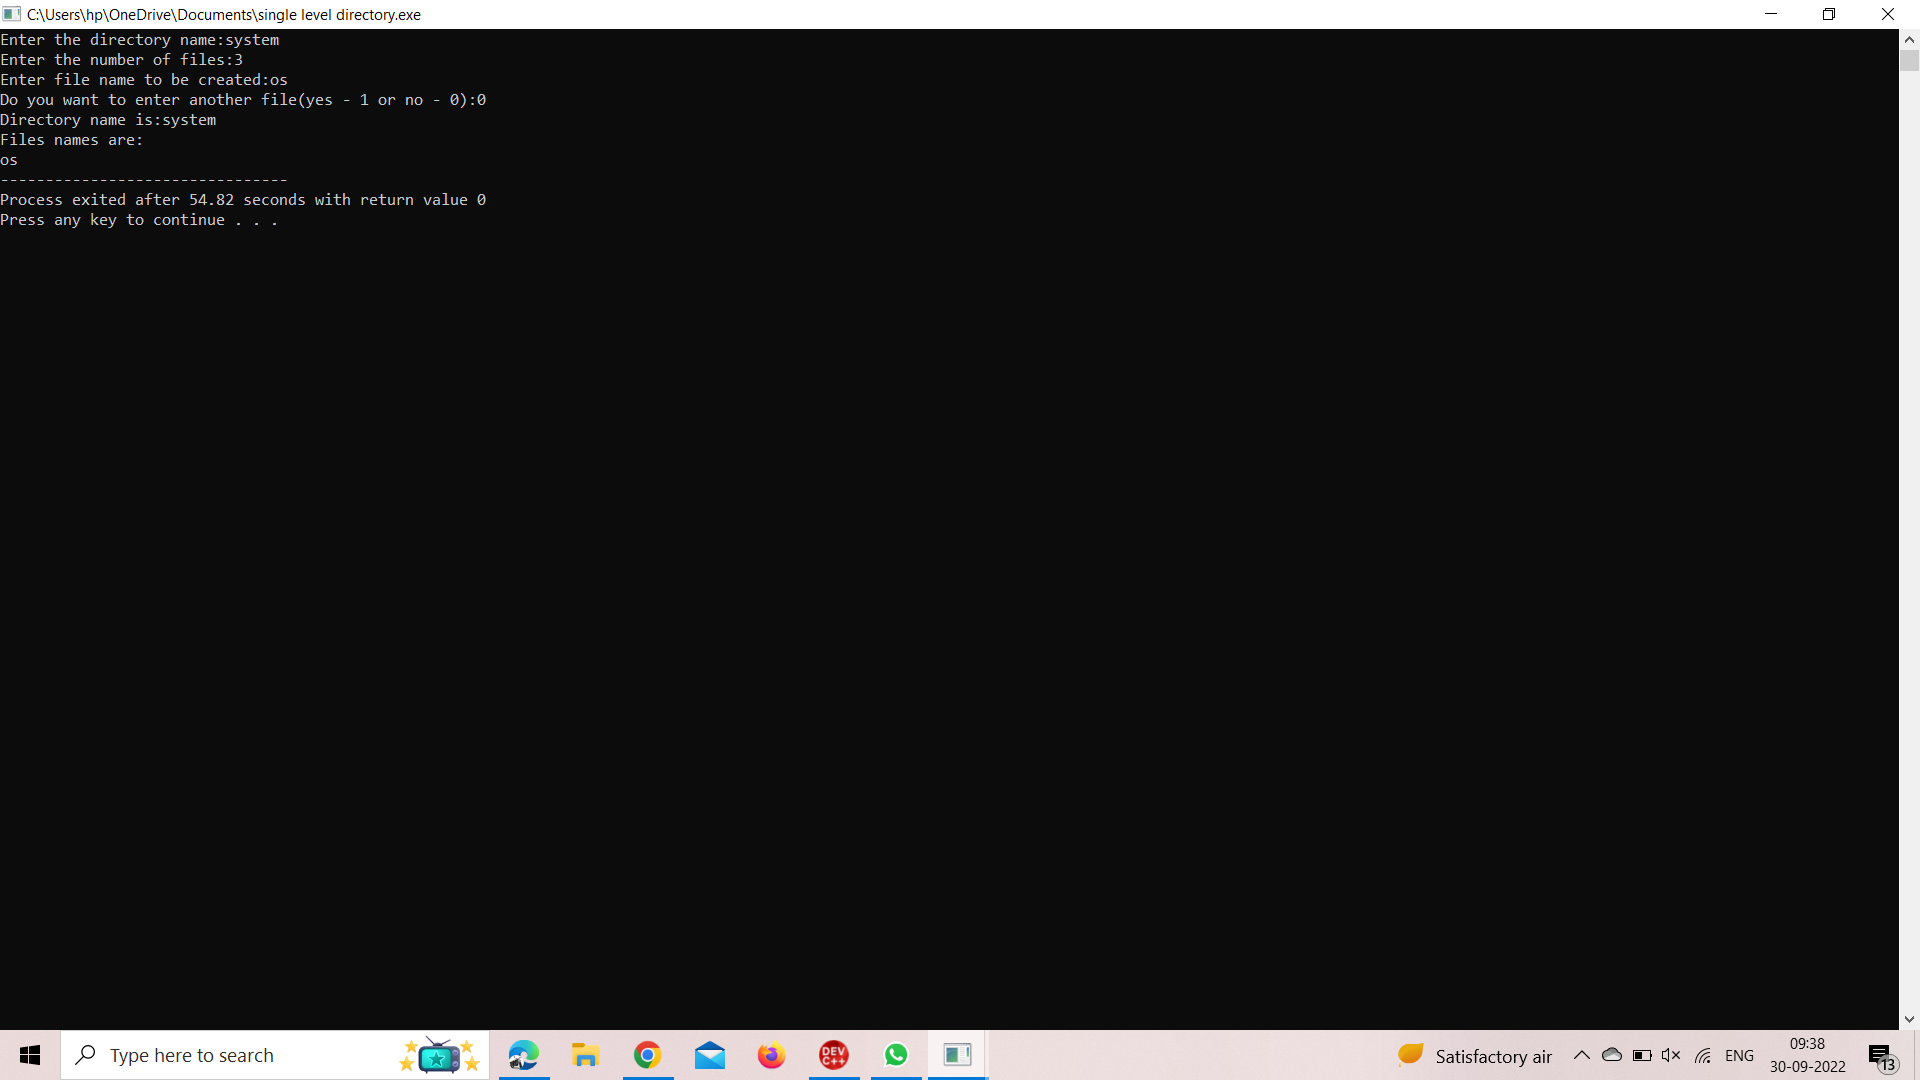 C:\Users\hp\OneDrive\Documents\single level directory.exe
Enter the directory name:system
Enter the number of files:3
Enter file name to be created:os
Do you want to enter another file(yes - 1 or no - 0):0
Directory name is:system
Files names are:
os
--------------------------------
Process exited after 54.82 seconds with return value 0
Press any key to continue . . .
Type here to search
DEV
C++
Satisfactory air
ENG
09:38
30-09-2022
13